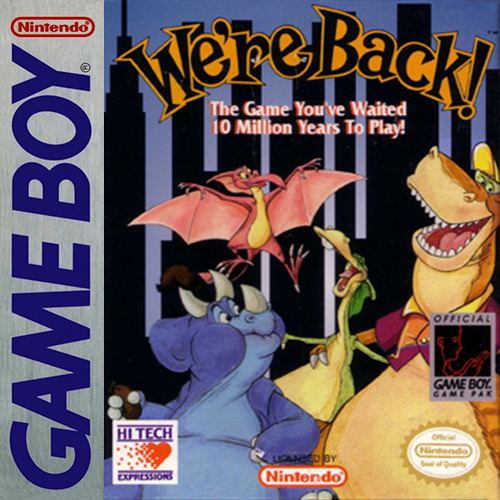 Nintendo
GAME BOY
®
We're Back!
™
The Game You've Waited
10 Million Years To Play!
OFFICIAL
GAME BOY
GAME PAK
HI TECH
EXPRESSIONS
LICENSED BY
Nintendo
Official
Nintendo
Seal of Quality